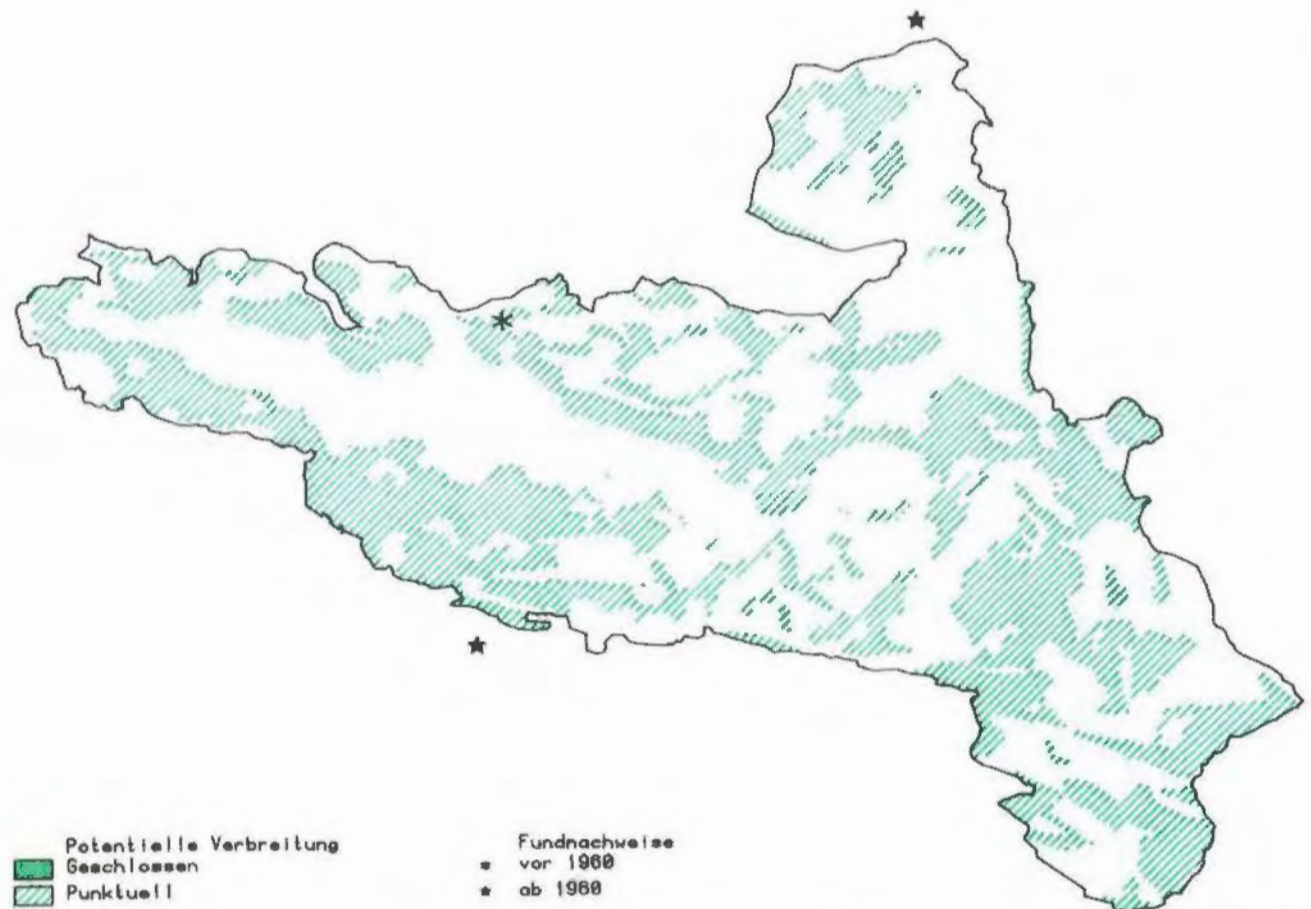 Potentielle Verbreitung
Geschlossen
Punktuell
Fundnachweise
vor 1960
ab 1960